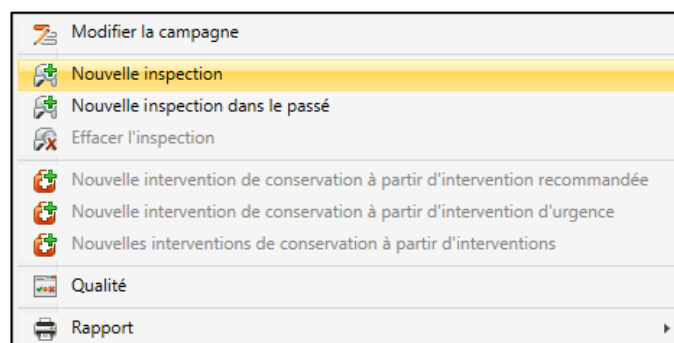 Modifier la campagne
Nouvelle inspection
Nouvelle inspection dans le passé
Effacer l'inspection
Nouvelle intervention de conservation à partir d'intervention recommandée
Nouvelle intervention de conservation à partir d'intervention d'urgence
Nouvelles interventions de conservation à partir d'interventions
Qualité
Rapport